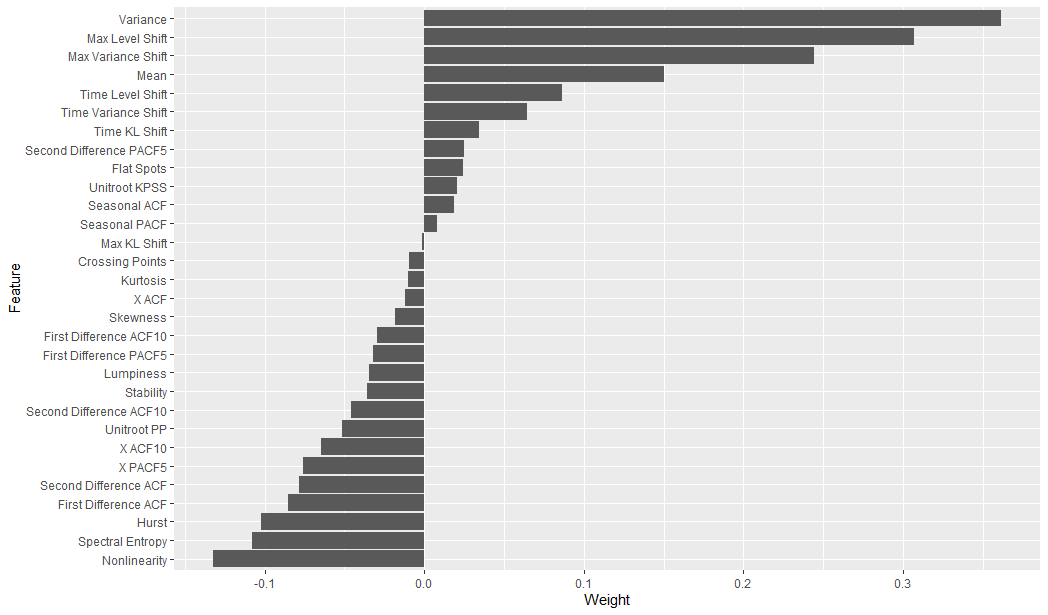 Variance
Max Level Shift
Max Variance Shift
Mean
Time Level Shift
Time Variance Shift
Time KL Shift
Second Difference PACF5
Flat Spots
Unitroot KPSS
Seasonal ACF
Seasonal PACF
Max KL Shift
Crossing Points
Kurtosis
X ACF
Skewness
First Difference ACF10
First Difference PACF5
Lumpiness
Stability
Second Difference ACF10
Unitroot PP
X ACF10
X PACF5
Second Difference ACF
First Difference ACF
Hurst
Spectral Entropy
Nonlinearity
Feature
-0.1 0.0 0.1 0.2 0.3
Weight